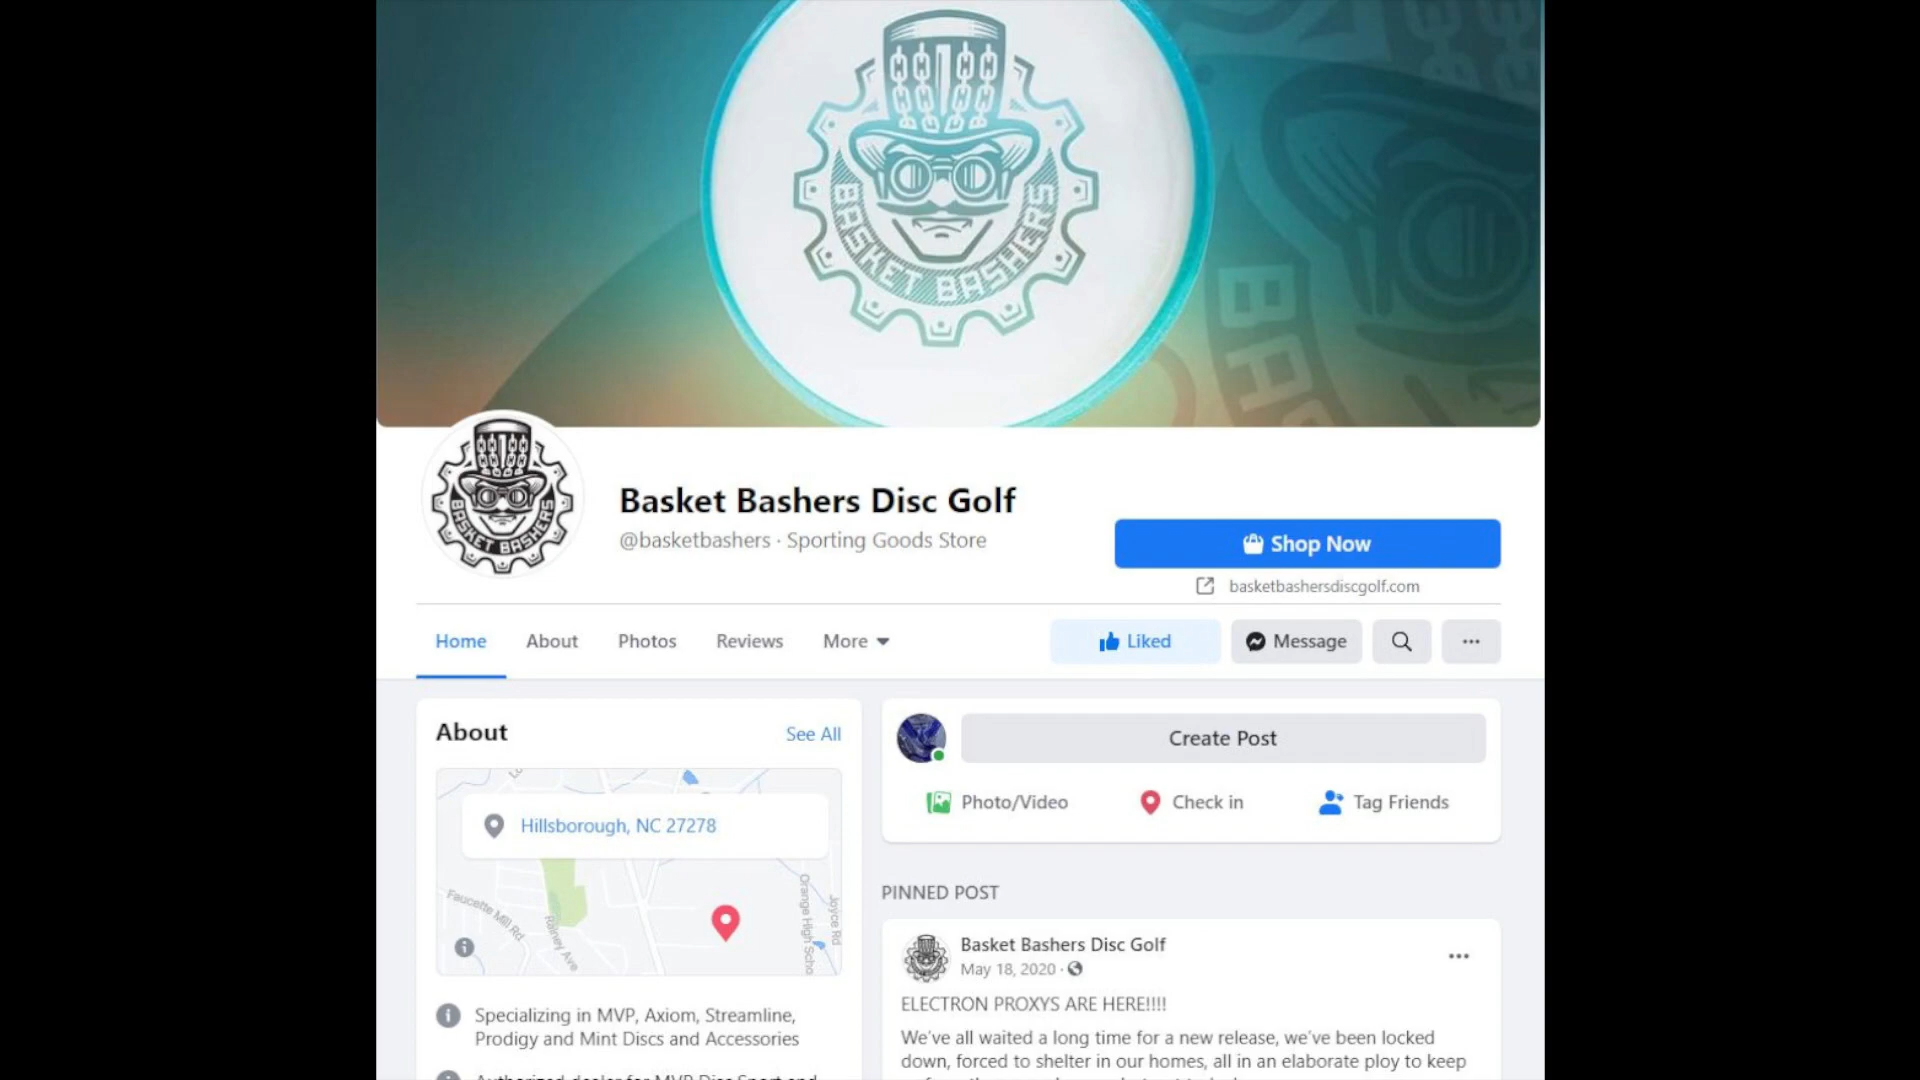 BASKET BASHERS
BASKET BASHERS
Basket Bashers Disc Golf
@basketbashers · Sporting Goods Store
Shop Now
basketbashersdiscgolf.com
Home
About
Photos
Reviews
More
Liked
Message
About
See All
Hillsborough, NC 27278
Faucette Mill Rd
Rainey Ave
Orange High Scho
Joyce Rd
Specializing in MVP, Axiom, Streamline,
Prodigy and Mint Discs and Accessories
Create Post
Photo/Video
Check in
Tag Friends
PINNED POST
Basket Bashers Disc Golf
May 18, 2020 ·
ELECTRON PROXYS ARE HERE!!!!
We've all waited a long time for a new release, we've been locked
down, forced to shelter in our homes, all in an elaborate ploy to keep